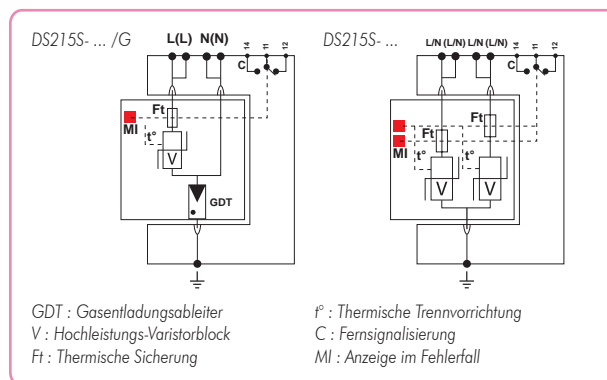 DS215S- ... /G
L(L) N(N)
14
11
12
C
Ft
MI
t°
V
GDT
DS215S- ...
L/N (L/N) L/N (L/N)
14
11
12
C
Ft
Ft
MI
t°
t°
V
V
GDT : Gasentladungsableiter
V : Hochleistungs-Varistorblock
Ft : Thermische Sicherung
t° : Thermische Trennvorrichtung
C : Fernsignalisierung
MI : Anzeige im Fehlerfall